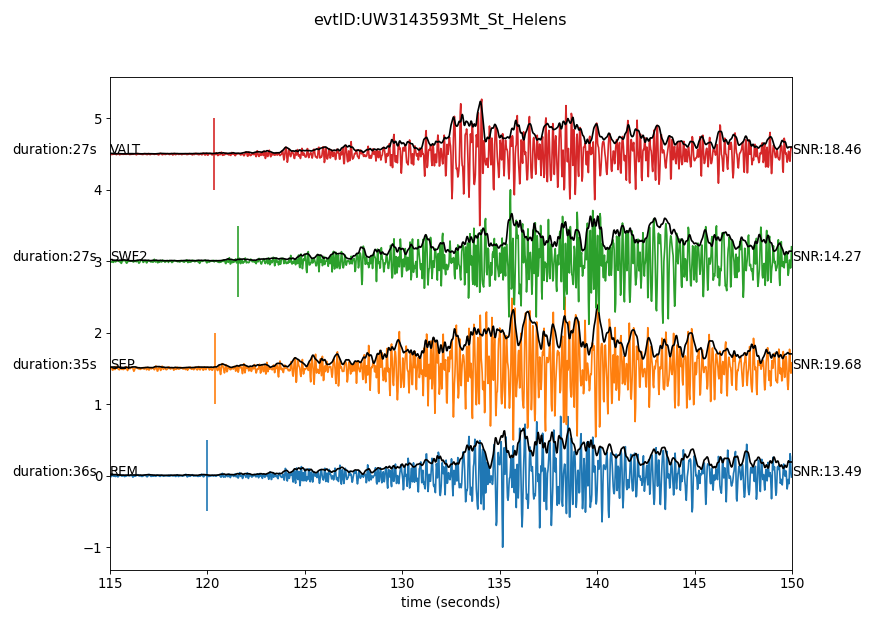 evtID:UW3143593Mt_St_Helens
5
duration:27s VALT SNR:18.46
4
duration:27s SWF2 SNR:14.27
3
2
duration:35s SEP SNR:19.68
1
duration:36s REM SNR:13.49
0
−1
115 120 125 130 135 140 145 150
time (seconds)